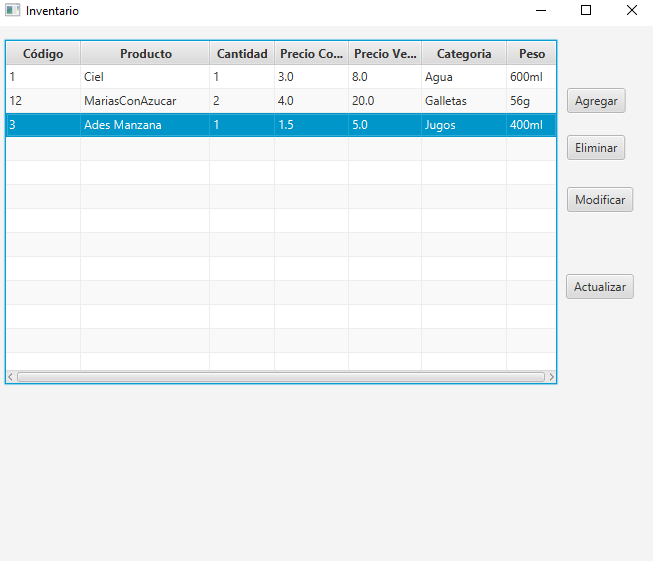 Inventario
Código Producto Cantidad Precio Co... Precio Ve... Categoria Peso
1 Ciel 1 3.0 8.0 Agua 600ml
12 MariasConAzucar 2 4.0 20.0 Galletas 56g
3 Ades Manzana 1 1.5 5.0 Jugos 400ml
Agregar
Eliminar
Modificar
Actualizar